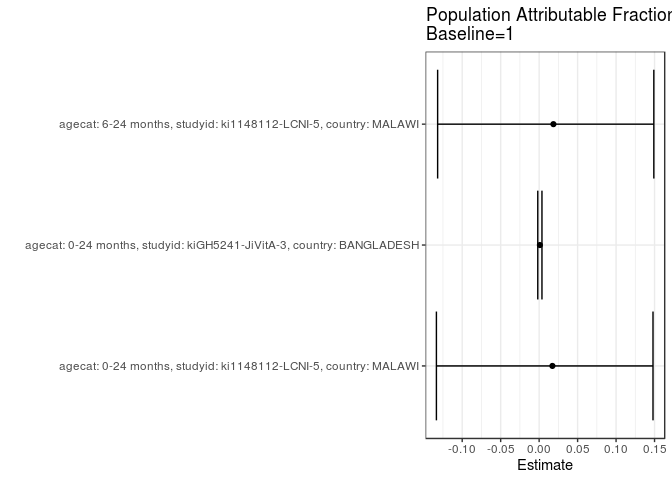 Population Attributable Fraction
Baseline=1
agecat: 6-24 months, studyid: ki1148112-LCNI-5, country: MALAWI
agecat: 0-24 months, studyid: kiGH5241-JiVitA-3, country: BANGLADESH
agecat: 0-24 months, studyid: ki1148112-LCNI-5, country: MALAWI
-0.10 -0.05 0.00 0.05 0.10 0.15
Estimate